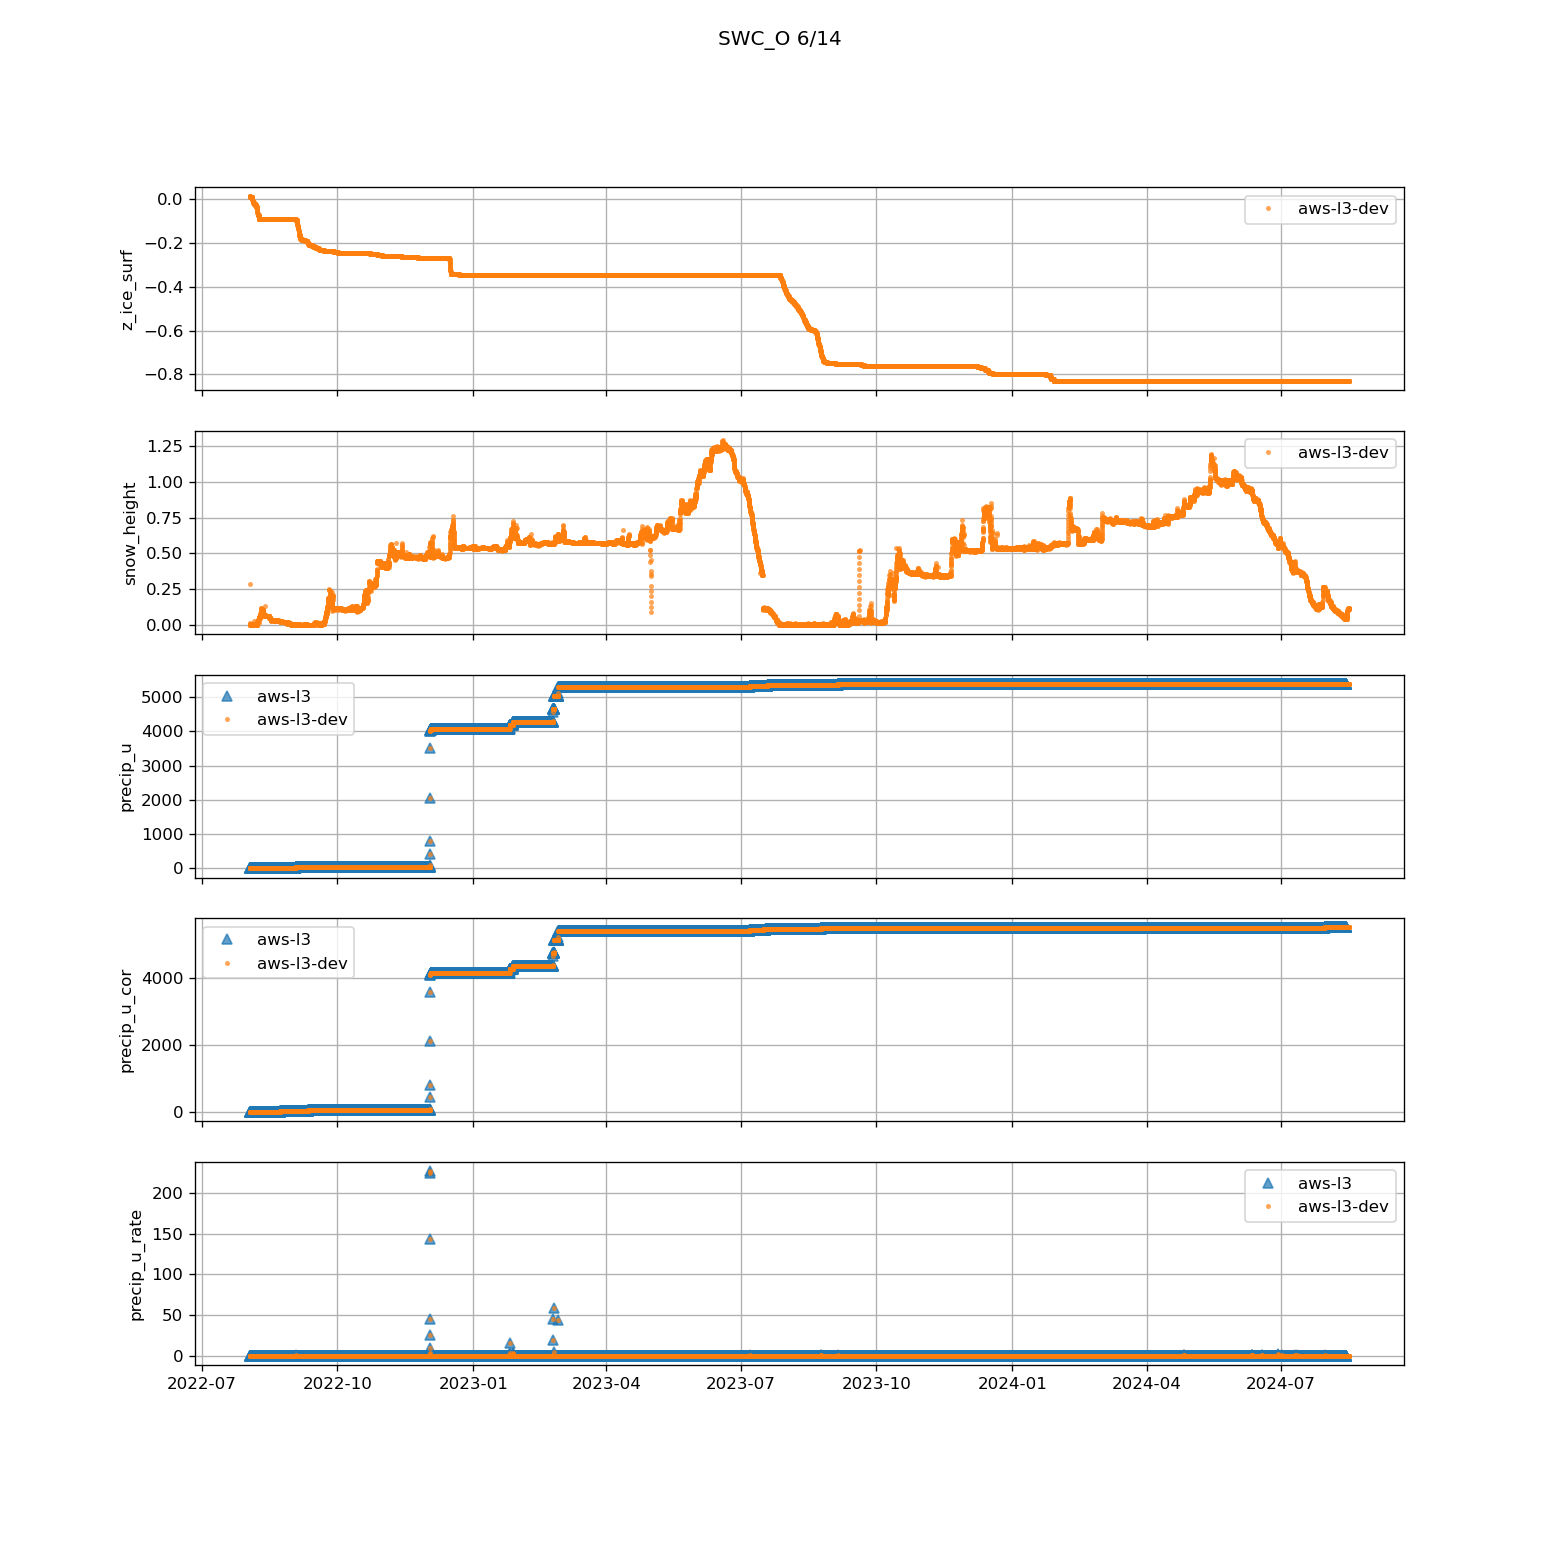 SWC_O 6/14
0.0
−0.2
−0.4
−0.6
−0.8
z_ice_surf
aws-l3-dev
1.25
1.00
0.75
0.50
0.25
0.00
snow_height
aws-l3-dev
5000
4000
3000
2000
1000
0
precip_u
aws-l3
aws-l3-dev
4000
2000
0
precip_u_cor
aws-l3
aws-l3-dev
200
150
100
50
0
precip_u_rate
aws-l3
aws-l3-dev
2022-07 2022-10 2023-01 2023-04 2023-07 2023-10 2024-01 2024-04 2024-07